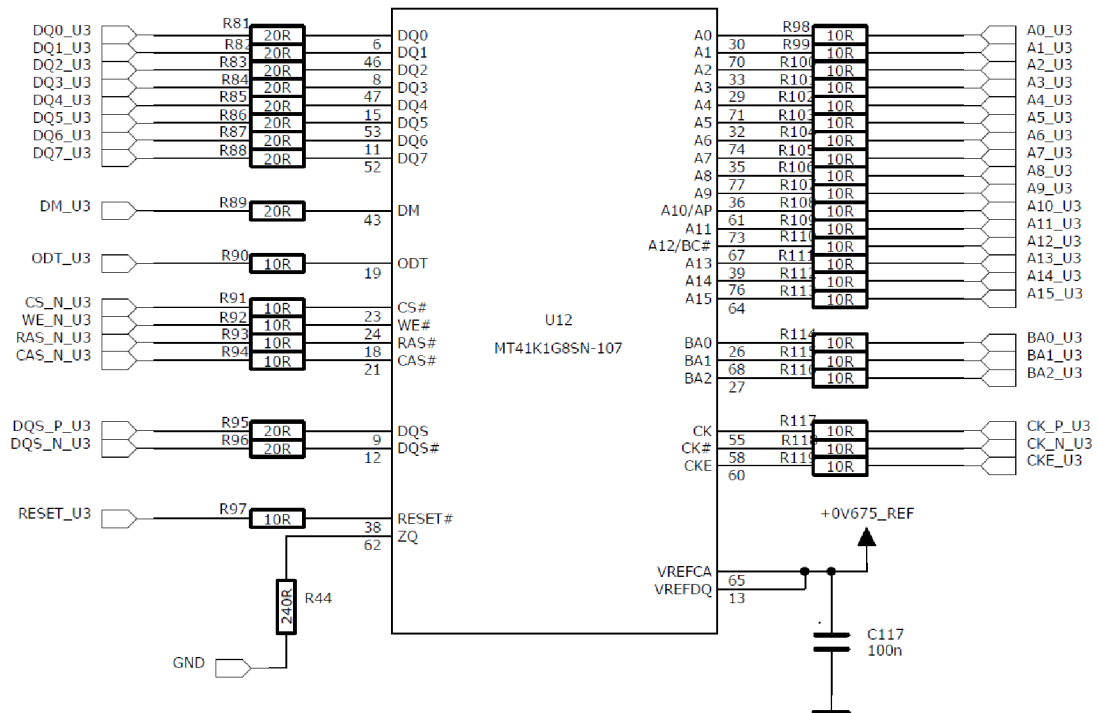 DQ0_U3 R81 20R DQ0 6
DQ1_U3 R82 20R DQ1 46
DQ2_U3 R83 20R DQ2 8
DQ3_U3 R84 20R DQ3 47
DQ4_U3 R85 20R DQ4 15
DQ5_U3 R86 20R DQ5 53
DQ6_U3 R87 20R DQ6 11
DQ7_U3 R88 20R DQ7 52
DM_U3 R89 20R DM 43
ODT_U3 R90 10R ODT 19
CS_N_U3 R91 10R CS# 23
WE_N_U3 R92 10R WE# 24
RAS_N_U3 R93 10R RAS# 18
CAS_N_U3 R94 10R CAS# 21
DQS_P_U3 R95 20R DQS 9
DQS_N_U3 R96 20R DQS# 12
RESET_U3 R97 10R RESET# 38
ZQ 62
240R R44
GND
U12
MT41K1G8SN-107
A0 30 R98 10R A0_U3
A1 70 R99 10R A1_U3
A2 33 R100 10R A2_U3
A3 29 R101 10R A3_U3
A4 71 R102 10R A4_U3
A5 32 R103 10R A5_U3
A6 74 R104 10R A6_U3
A7 35 R105 10R A7_U3
A8 77 R106 10R A8_U3
A9 36 R107 10R A9_U3
A10/AP 61 R108 10R A10_U3
A11 73 R109 10R A11_U3
A12/BC# 67 R110 10R A12_U3
A13 39 R111 10R A13_U3
A14 76 R112 10R A14_U3
A15 64 R113 10R A15_U3
BA0 26 R114 10R BA0_U3
BA1 68 R115 10R BA1_U3
BA2 27 R116 10R BA2_U3
CK 55 R117 10R CK_P_U3
CK# 58 R118 10R CK_N_U3
CKE 60 R119 10R CKE_U3
+0V675_REF
VREFCA 65
VREFDQ 13
C117
100n